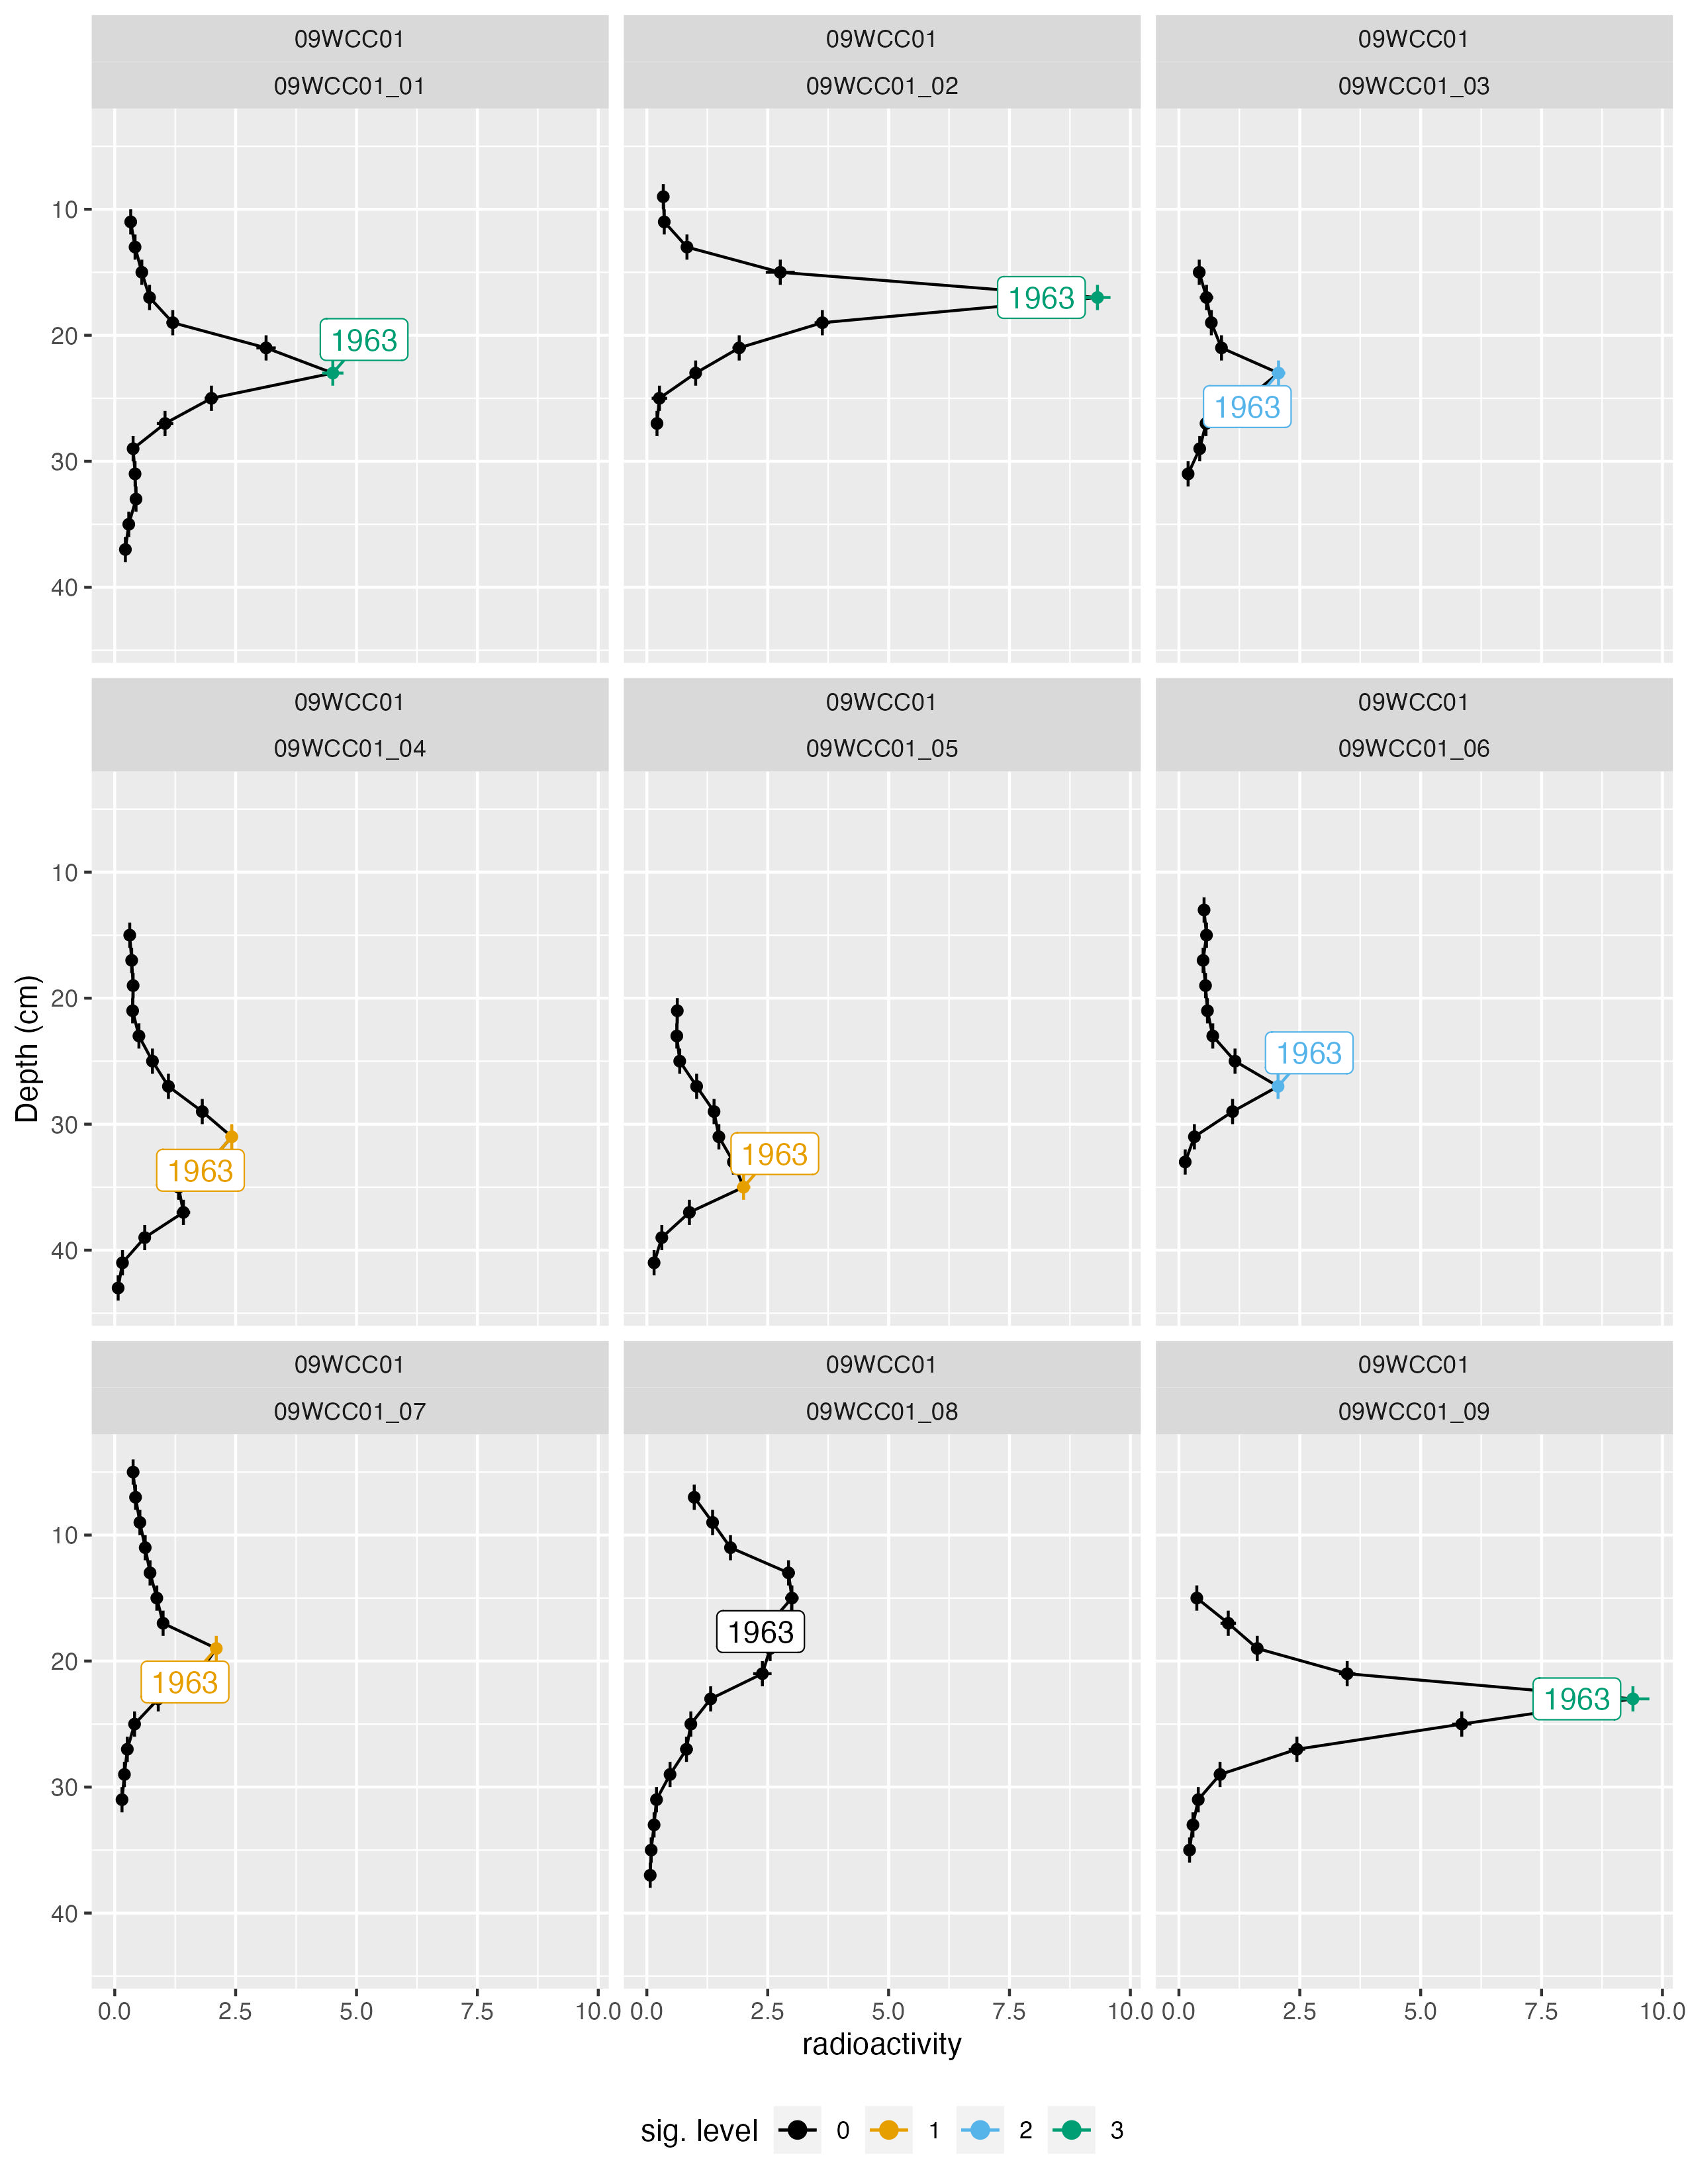 09WCC01 09WCC01 09WCC01
09WCC01_01 09WCC01_02 09WCC01_03
10
1963
20 1963
1963
30
40
09WCC01 09WCC01 09WCC01
09WCC01_04 09WCC01_05 09WCC01_06
10
20
1963
30
1963 1963
40
Depth (cm)
09WCC01 09WCC01 09WCC01
09WCC01_07 09WCC01_08 09WCC01_09
10
1963
20
1963 1963
30
40
0.0 2.5 5.0 7.5 10.0 0.0 2.5 5.0 7.5 10.0 0.0 2.5 5.0 7.5 10.0
radioactivity
sig. level 0 1 2 3